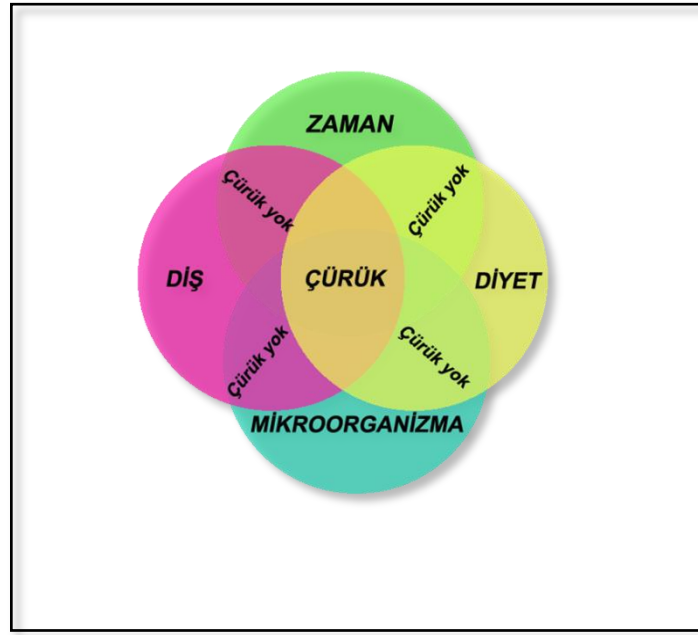 ZAMAN
Çürük yok
Çürük yok
DİŞ
ÇÜRÜK
DİYET
Çürük yok
Çürük yok
MİKROORGANİZMA